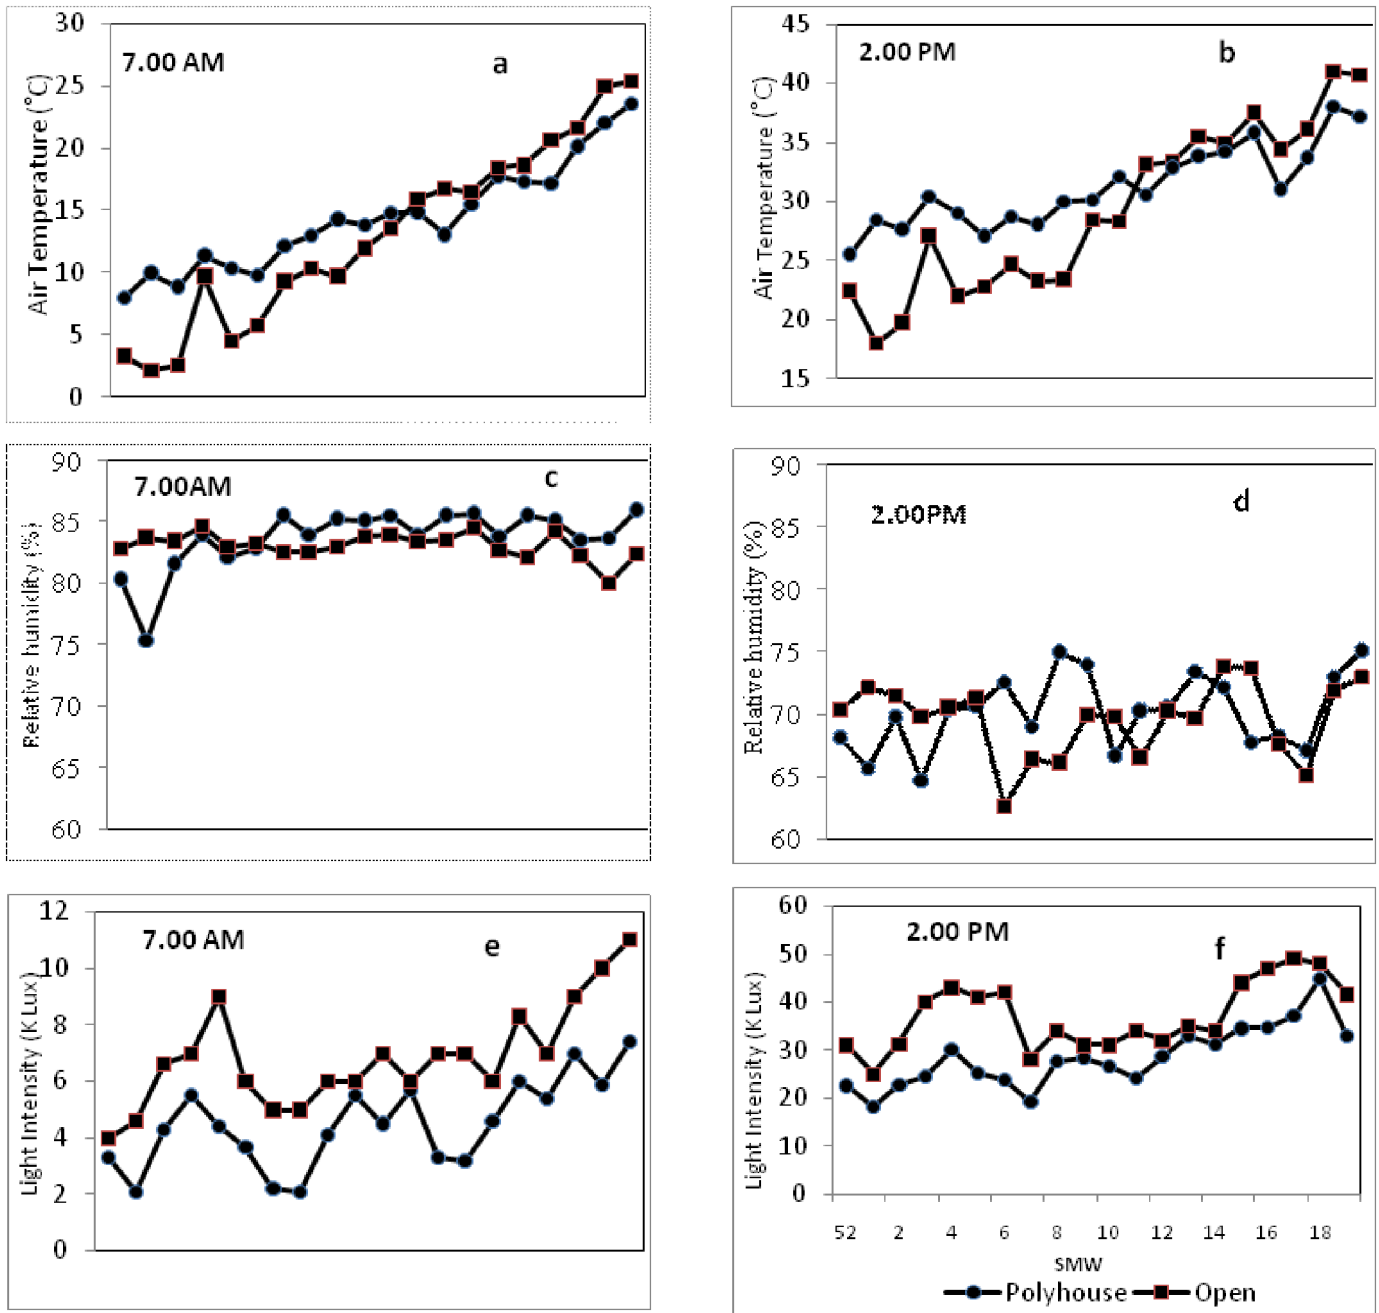 30
25
20
15
10
5
0
Air Temperature (°C)
7.00 AM
a
45
40
35
30
25
20
15
Air Temperature (°C)
2.00 PM
b
90
85
80
75
70
65
60
Relative humidity (%)
7.00AM
c
90
85
80
75
70
65
60
Relative humidity (%)
2.00PM
d
12
10
8
6
4
2
0
Light Intensity (K Lux)
7.00 AM
e
60
50
40
30
20
10
0
Light Intensity (K Lux)
2.00 PM
f
52 2 4 6 8 10 12 14 16 18
SMW
Polyhouse Open